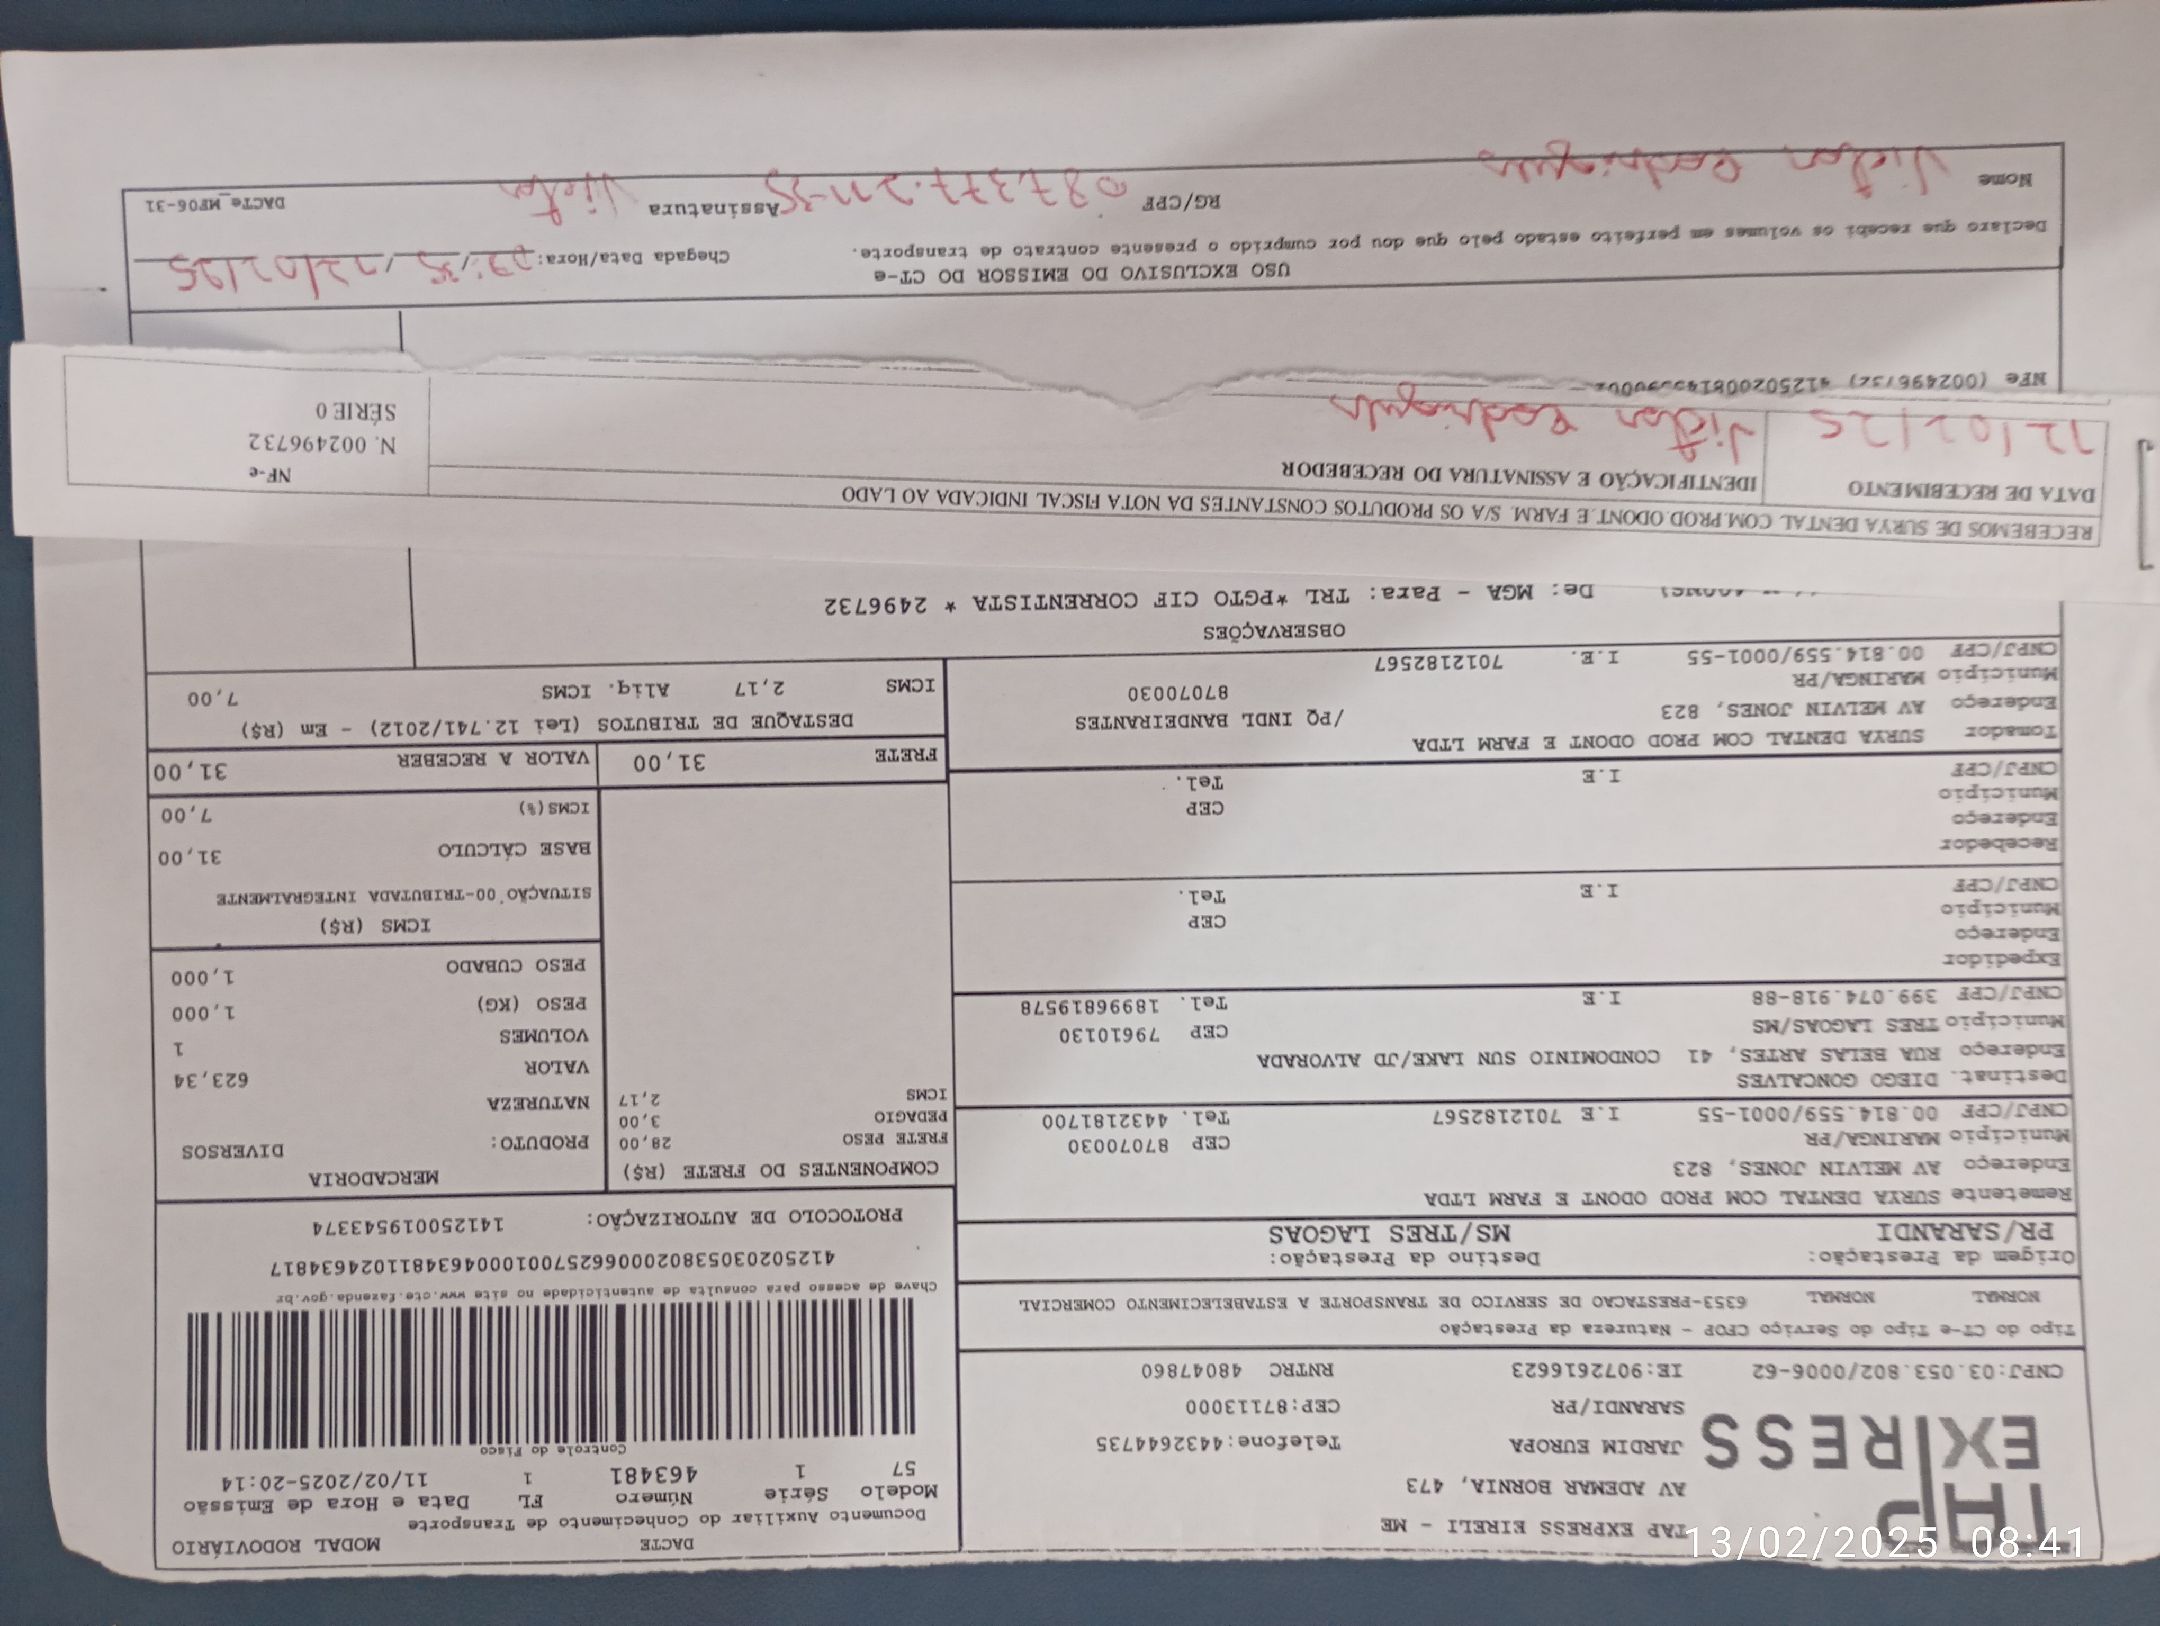 TAP EXPRESS
TAP EXPRESS EIRELI - ME
AV ADEMAR BORNIA, 473
JARDIM EUROPA Telefone:4432644735
SARANDI/PR CEP:87113000
CNPJ:03.053.802/0006-62 IE:9072616623 RNTRC 48047860
DACTE MODAL RODOVIÁRIO
Documento Auxiliar do Conhecimento de Transporte
Modelo Série Número FL Data e Hora de Emissão
57 1 463481 1 11/02/2025-20:14
Controle do Fisco
Chave de acesso para consulta de autenticidade no site www.cte.fazenda.gov.br
41250203053802000662570010004634811024634817
PROTOCOLO DE AUTORIZAÇÃO: 141250019543374
Tipo do CT-e Tipo do Serviço CFOP - Natureza da Prestação
NORMAL NORMAL 6353-PRESTACAO DE SERVICO DE TRANSPORTE A ESTABELECIMENTO COMERCIAL
Origem da Prestação: Destino da Prestação:
PR/SARANDI MS/TRES LAGOAS
Remetente SURYA DENTAL COM PROD ODONT E FARM LTDA
Endereço AV MELVIN JONES, 823
Município MARINGA/PR CEP 87070030
CNPJ/CPF 00.814.559/0001-55 I.E 7012182567 Tel. 4432181700
Destinat. DIEGO GONCALVES
Endereço RUA BELAS ARTES, 41 CONDOMINIO SUN LAKE/JD ALVORADA
Município TRES LAGOAS/MS CEP 79610130
CNPJ/CPF 399.074.918-88 I.E Tel. 18996819578
Expedidor
Endereço
Município CEP
CNPJ/CPF I.E Tel.
Recebedor
Endereço
Município CEP
CNPJ/CPF I.E Tel.
Tomador SURYA DENTAL COM PROD ODONT E FARM LTDA
Endereço AV MELVIN JONES, 823 /PQ INDL BANDEIRANTES
Município MARINGA/PR 87070030
CNPJ/CPF 00.814.559/0001-55 I.E. 7012182567
COMPONENTES DO FRETE (R$)
FRETE PESO 28,00
PEDAGIO 3,00
ICMS 2,17
MERCADORIA
PRODUTO: DIVERSOS
NATUREZA
VALOR 623,34
VOLUMES 1
PESO (KG) 1,000
PESO CUBADO 1,000
ICMS (R$)
SITUAÇÃO 00-TRIBUTADA INTEGRALMENTE
BASE CÁLCULO 31,00
ICMS(%) 7,00
FRETE 31,00 VALOR A RECEBER 31,00
DESTAQUE DE TRIBUTOS (Lei 12.741/2012) - Em (R$)
ICMS 2,17 Aliq. ICMS 7,00
OBSERVAÇÕES
De: MGA - Para: TRL *PGTO CIF CORRENTISTA * 2496732
RECEBEMOS DE SURYA DENTAL COM.PROD.ODONT.E FARM. S/A OS PRODUTOS CONSTANTES DA NOTA FISCAL INDICADA AO LADO
DATA DE RECEBIMENTO IDENTIFICAÇÃO E ASSINATURA DO RECEBEDOR
12/02/25 Victor Rodrigues
NF-e
N. 002496732
SÉRIE 0
NFe (002496732)
USO EXCLUSIVO DO EMISSOR DO CT-e
Declaro que recebi os volumes em perfeito estado pelo que dou por cumprido o presente contrato de transporte. Chegada Data/Hora: 12/02/25
Nome Victor Rodrigues RG/CPF Assinatura Victor DACTe MF06-31
13/02/2025 08:41